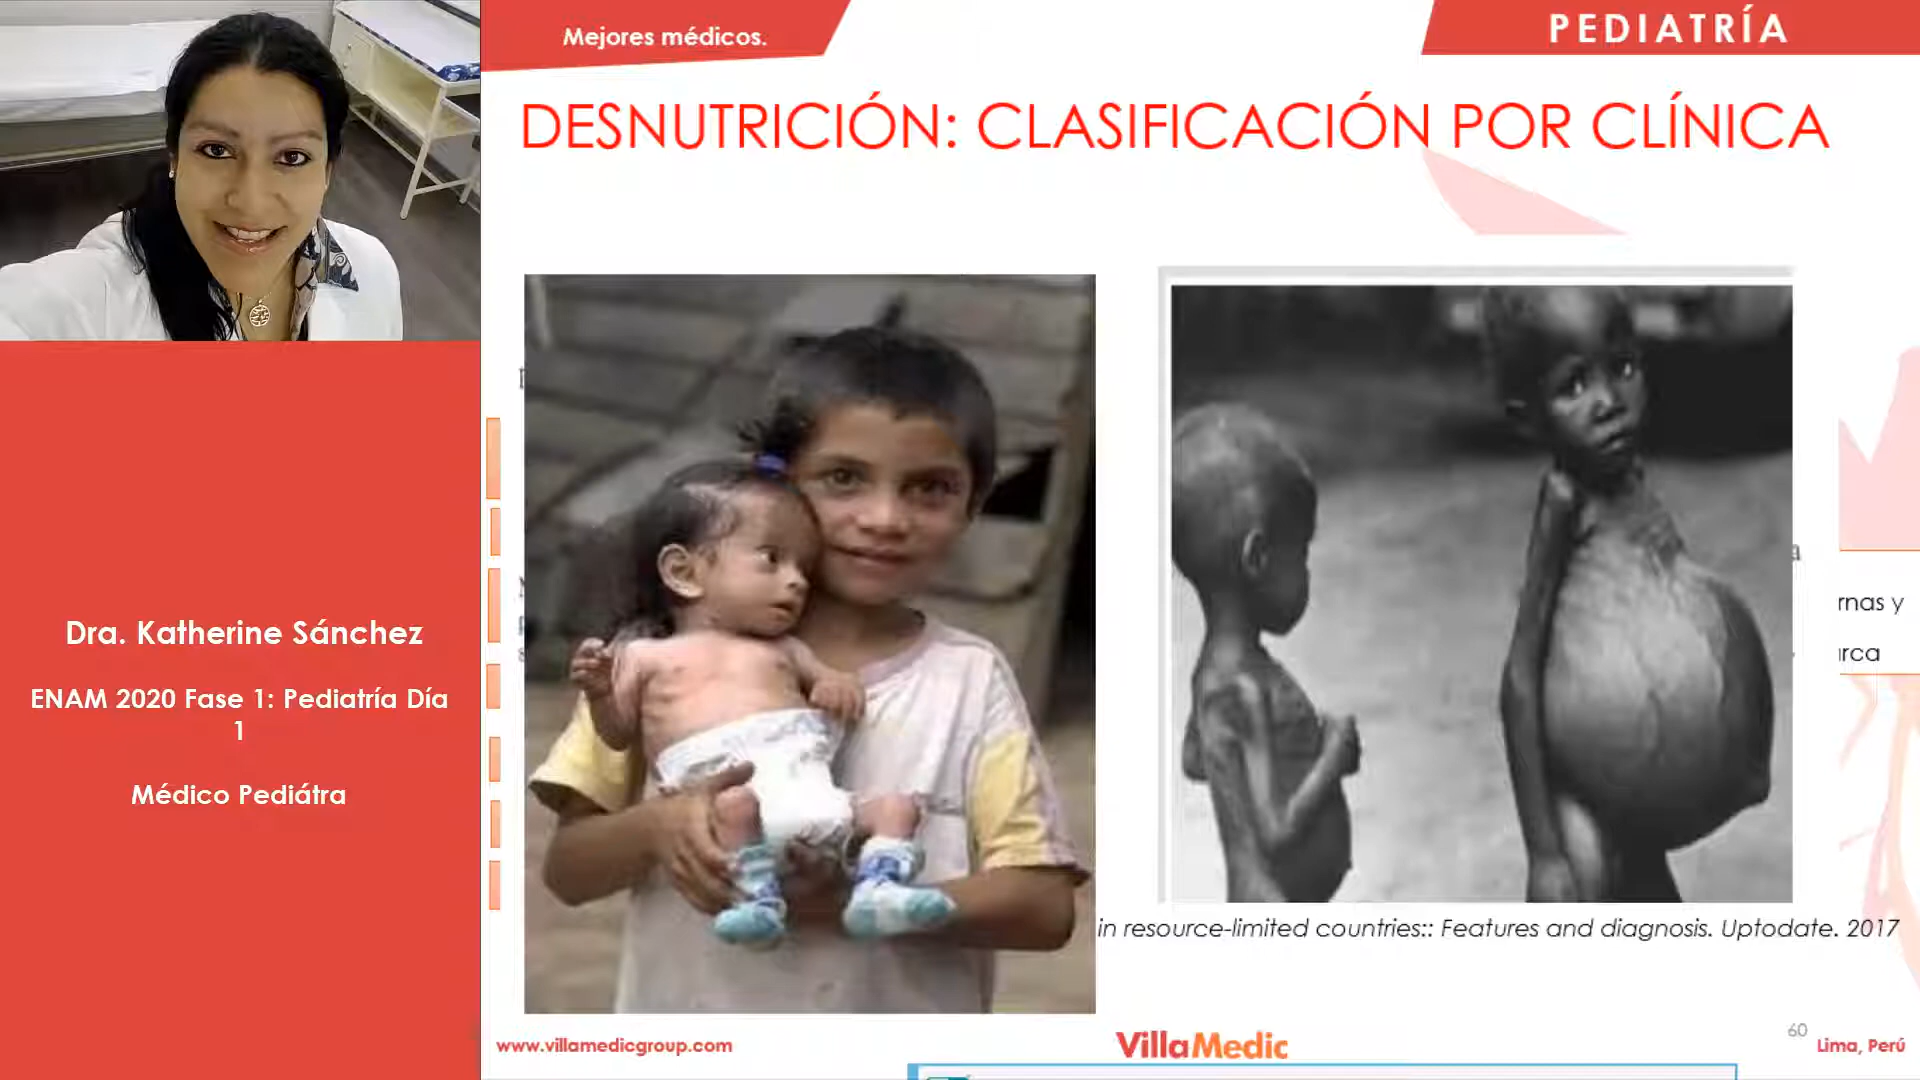 Mejores médicos.
PEDIATRÍA
DESNUTRICIÓN: CLASIFICACIÓN POR CLÍNICA
Dra. Katherine Sánchez
ENAM 2020 Fase 1: Pediatría Día
1
Médico Pediátra
rnas y
rca
in resource-limited countries:: Features and diagnosis. Uptodate. 2017
www.villamedicgroup.com
VillaMedic
60
Lima, Perú